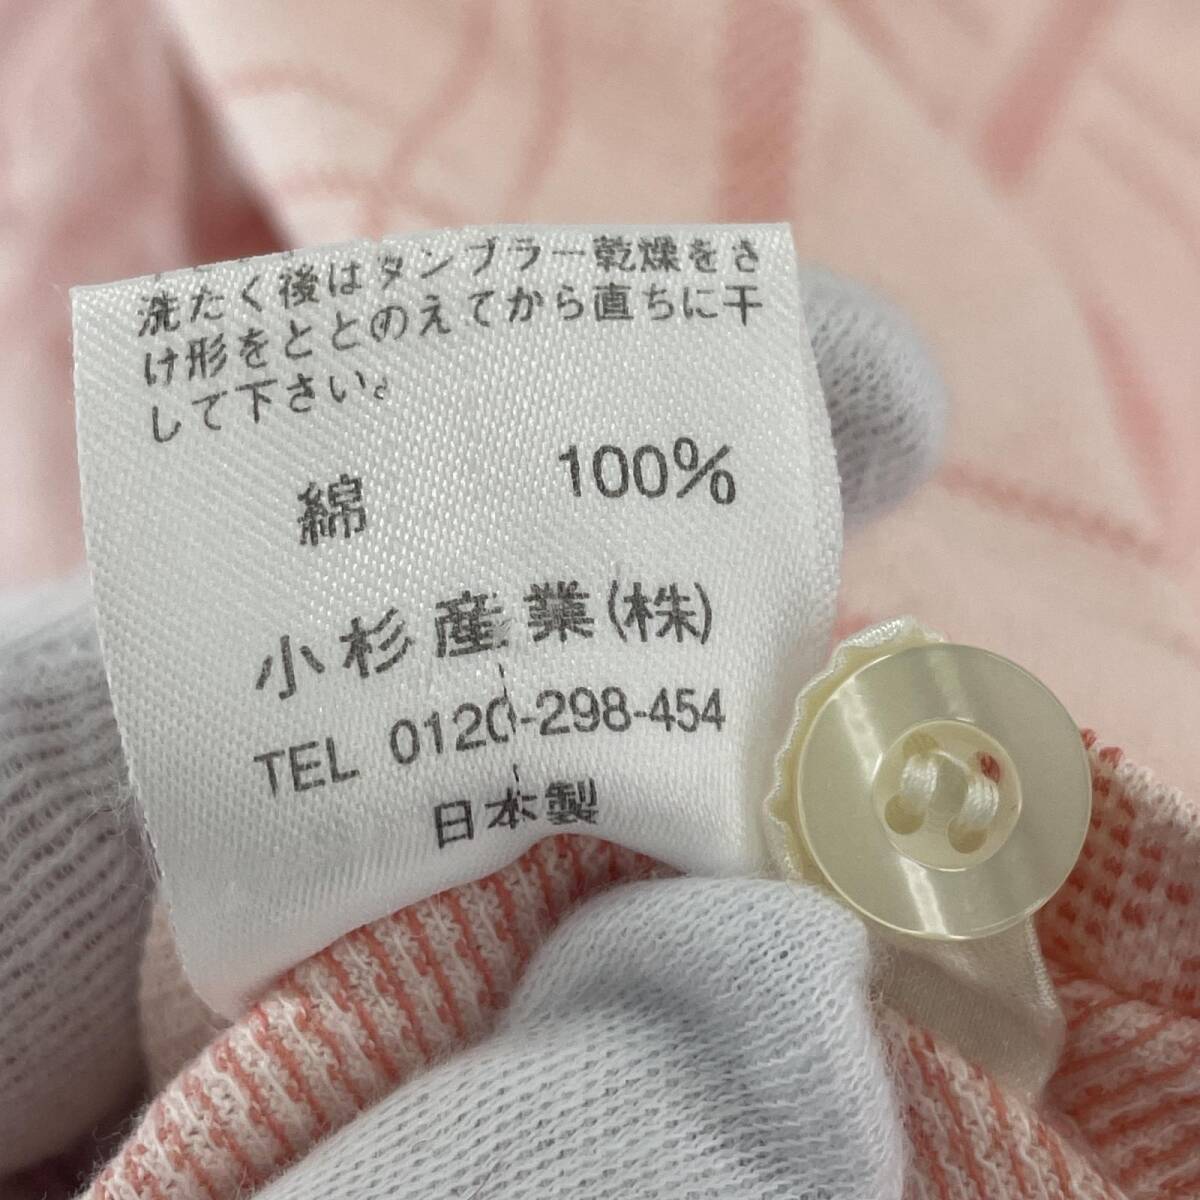 洗たく後はタンブラー乾燥をさ
け形をととのえてから直ちに干
して下さい。
綿 100%
小杉産業(株)
TEL 0120-298-454
日本製